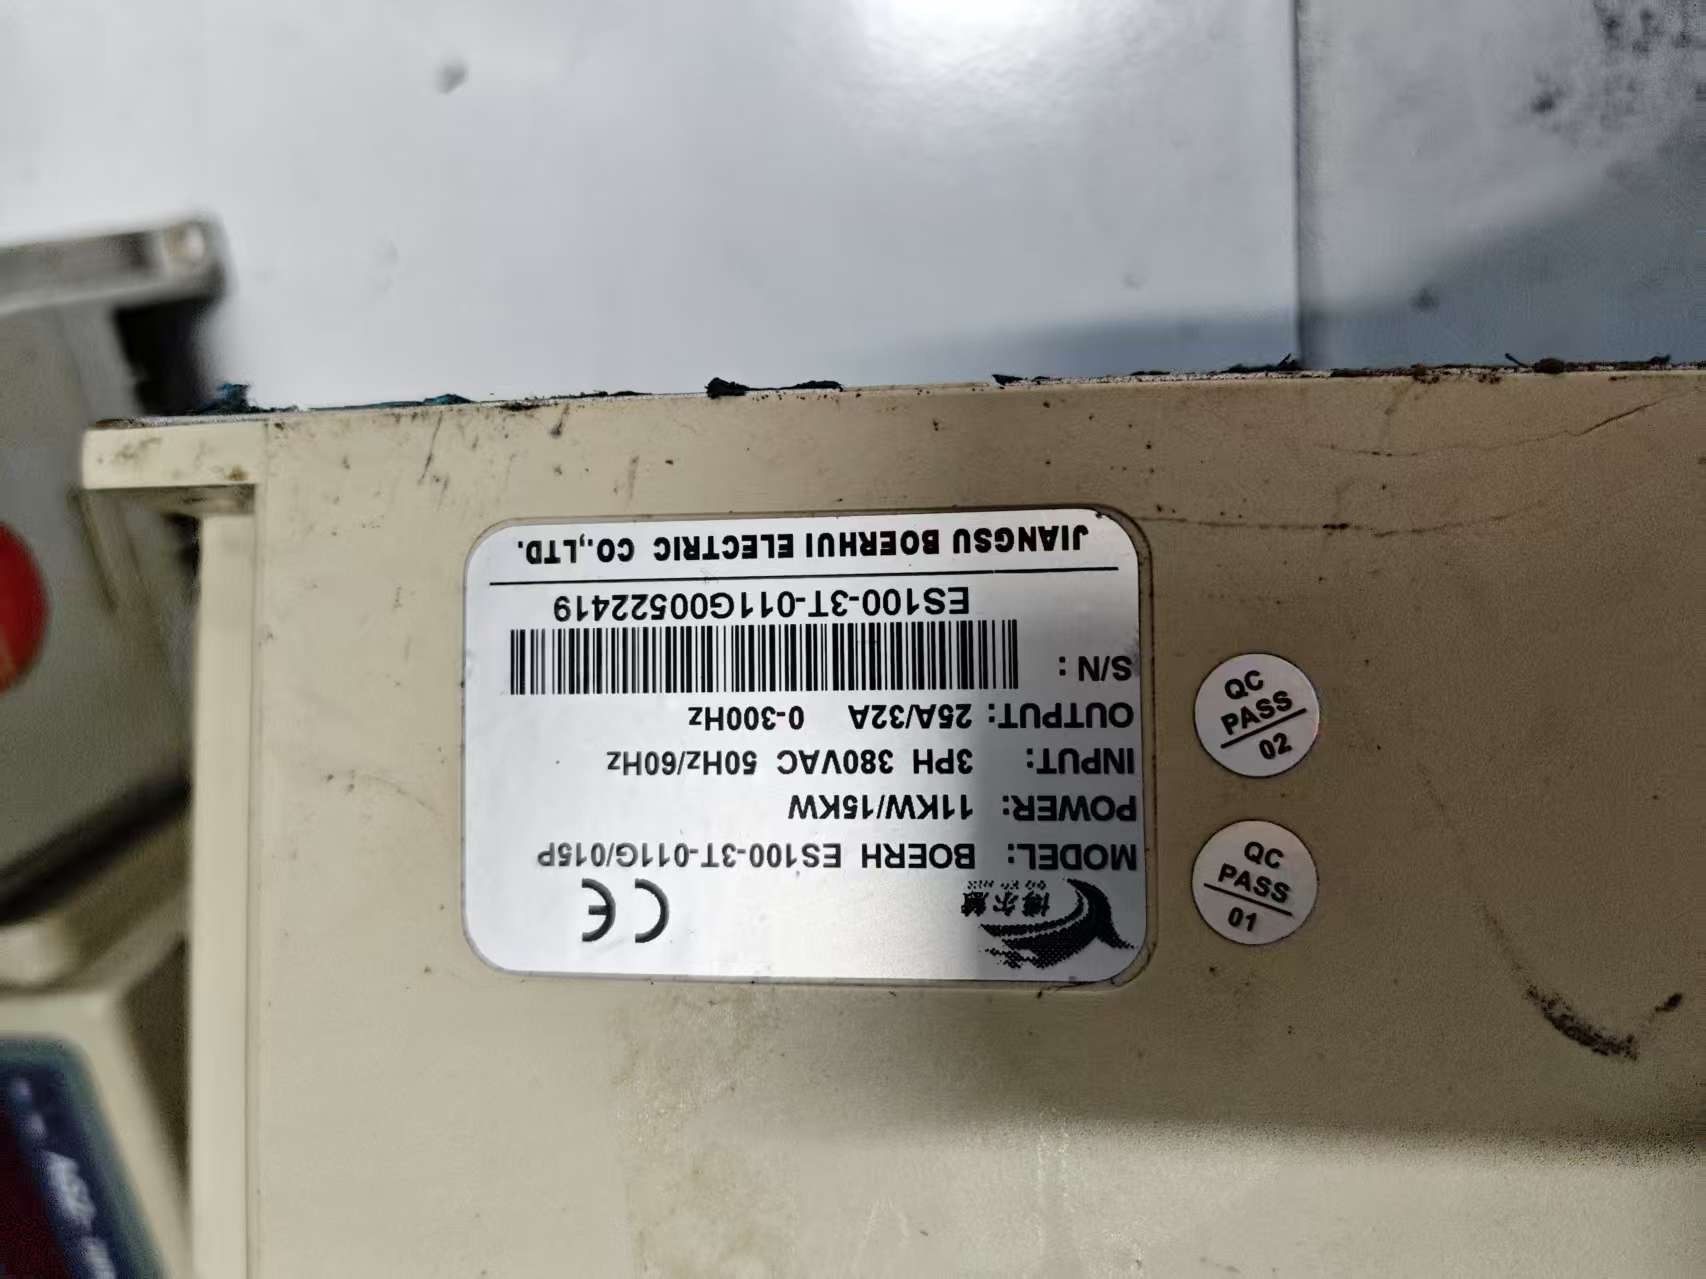 博尔慧
CE
MODEL: BOERH ES100-3T-011G/015P
POWER: 11KW/15KW
INPUT: 3PH 380VAC 50Hz/60Hz
OUTPUT: 25A/32A 0-300Hz
S/N:
ES100-3T-011G00522419
JIANGSU BOERHUI ELECTRIC CO.,LTD.
QC
PASS
01
QC
PASS
02